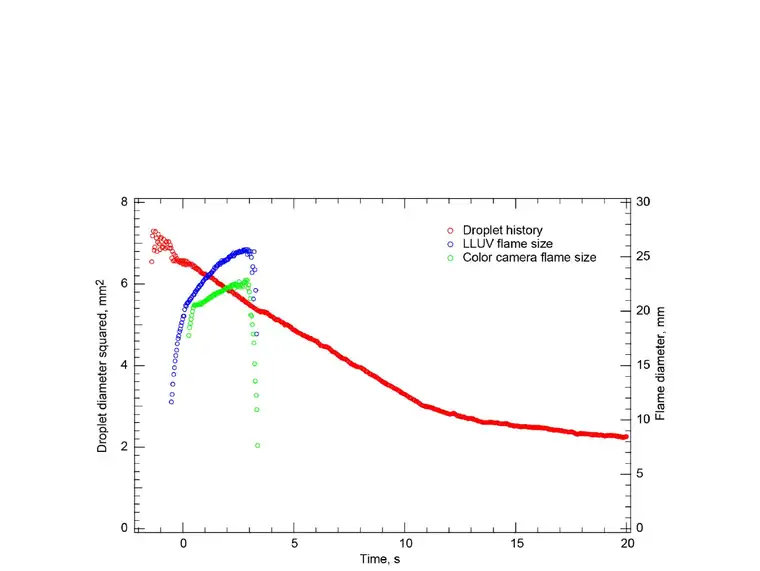 8
6
4
2
0
Droplet diameter squared, mm2
30
25
20
15
10
5
0
Flame diameter, mm
Droplet history
LLUV flame size
Color camera flame size
0 5 10 15 20
Time, s